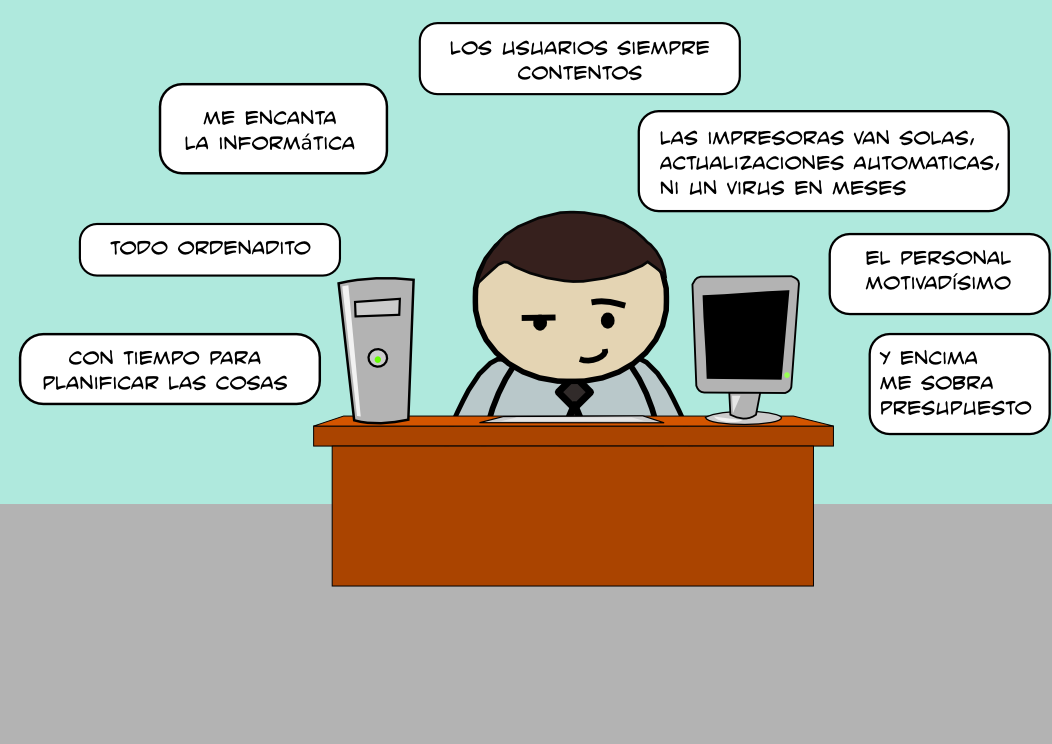 LOS USUARIOS SIEMPRE
CONTENTOS
ME ENCANTA
LA INFORMáTICA
LAS IMPRESORAS VAN SOLAS,
ACTUALIZACIONES AUTOMATICAS,
NI UN VIRUS EN MESES
TODO ORDENADITO
EL PERSONAL
MOTIVADÍSIMO
CON TIEMPO PARA
PLANIFICAR LAS COSAS
Y ENCIMA
ME SOBRA
PRESUPUESTO